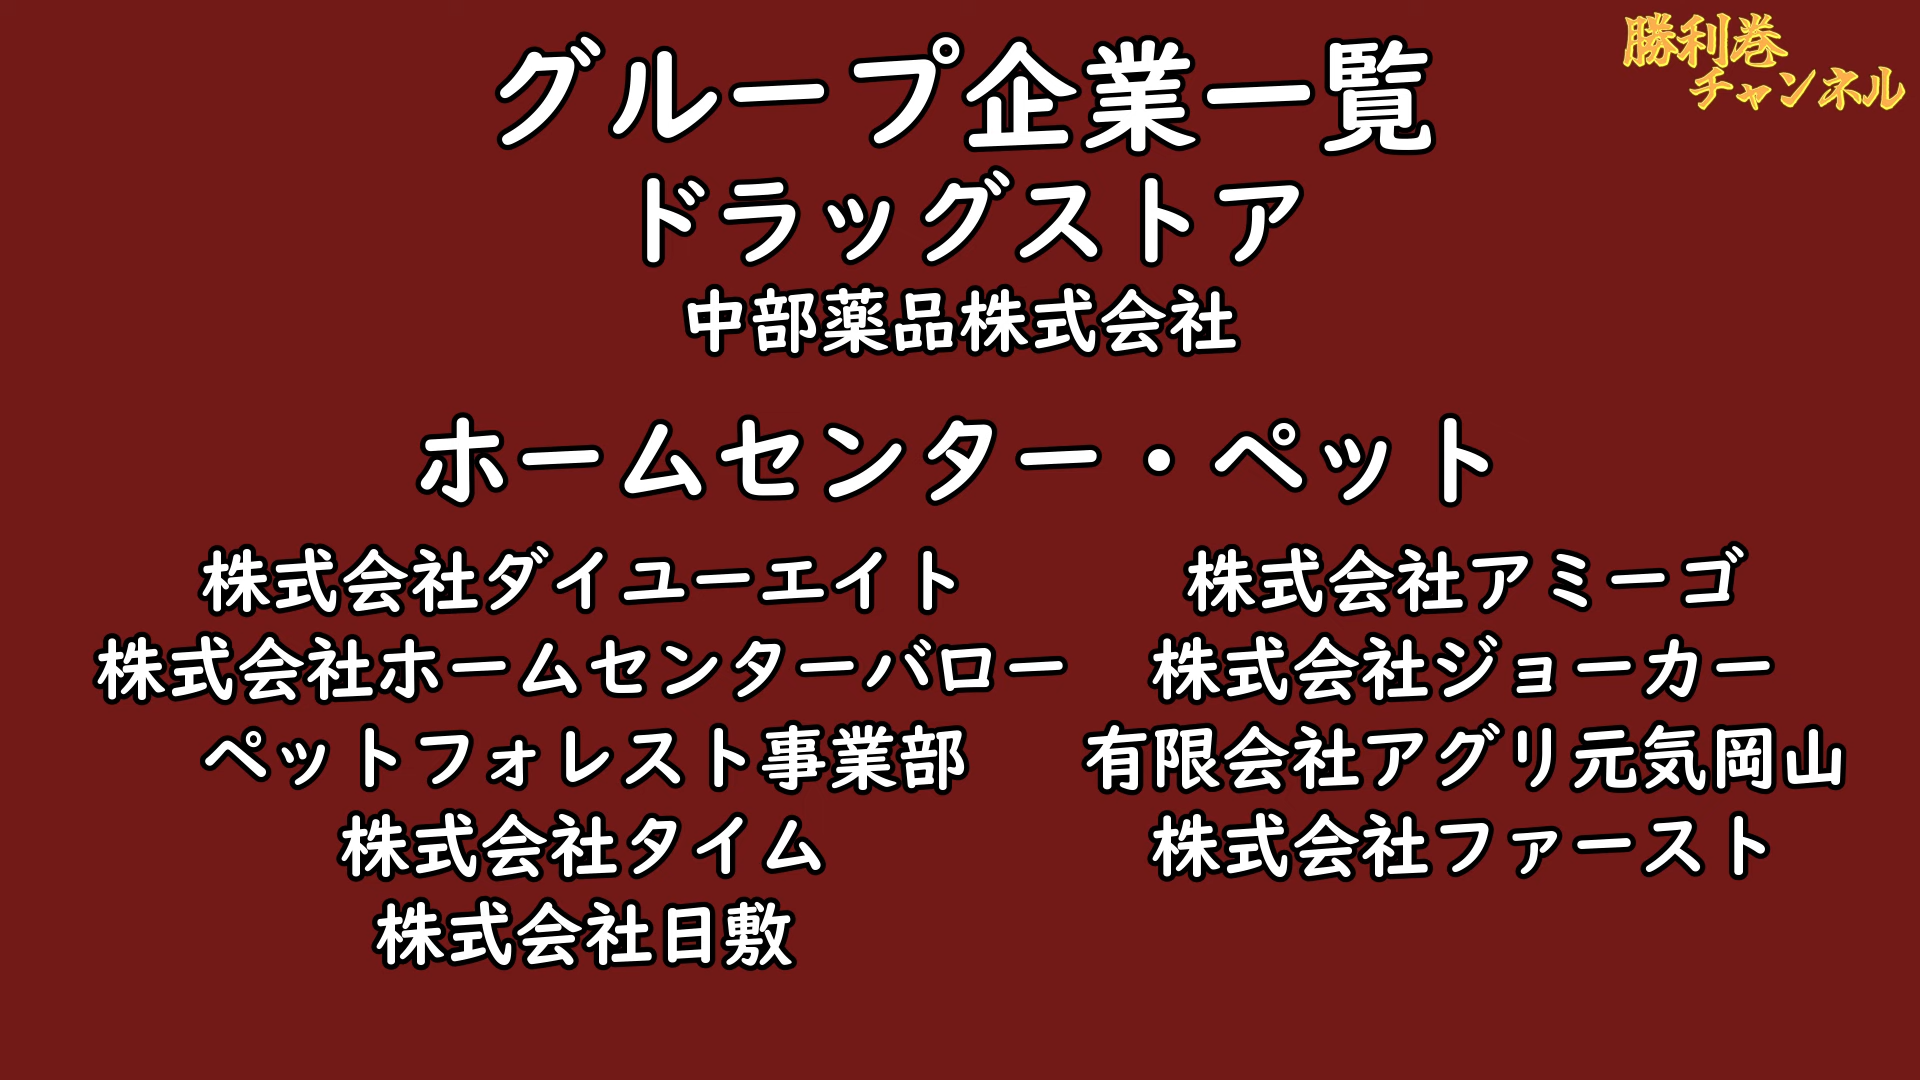 勝利巻
チャンネル
グループ企業一覧
ドラッグストア
中部薬品株式会社
ホームセンター・ペット
株式会社ダイユーエイト
株式会社ホームセンターバロー
ペットフォレスト事業部
株式会社タイム
株式会社日敷
株式会社アミーゴ
株式会社ジョーカー
有限会社アグリ元気岡山
株式会社ファースト